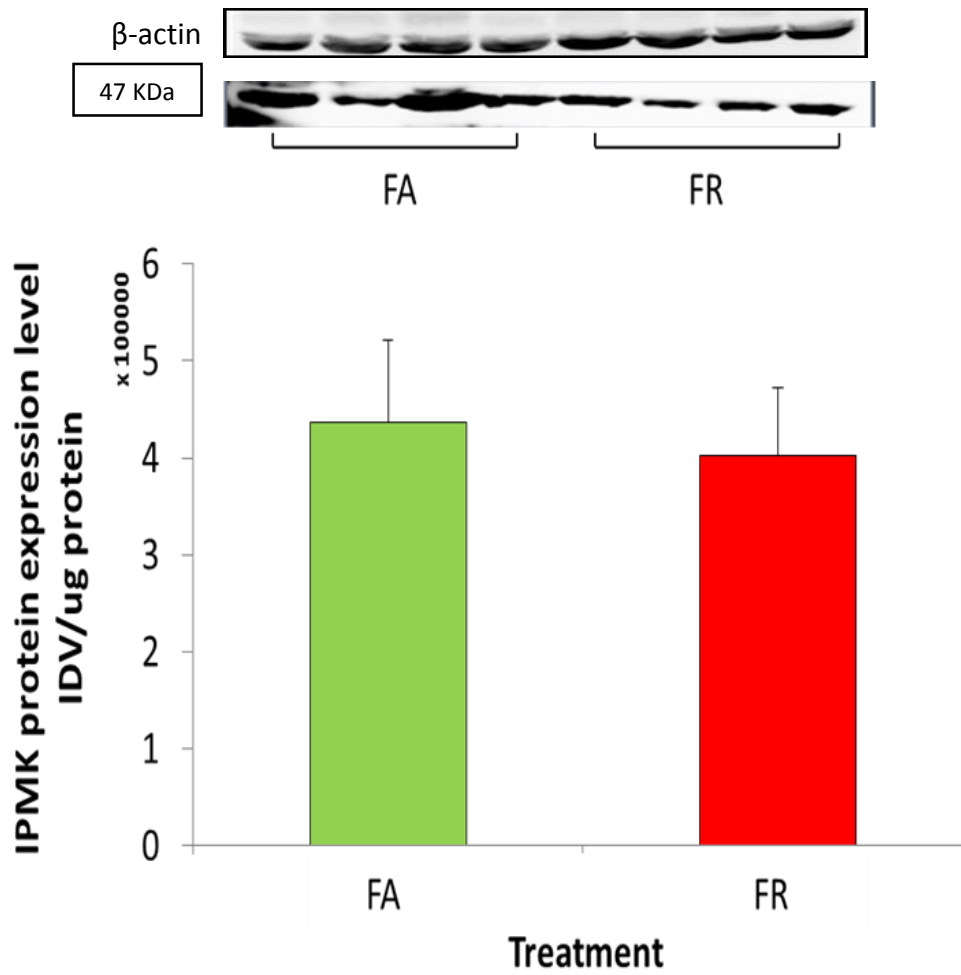 β-actin
47 KDa
FA
FR
IPMK protein expression level
IDV/ug protein
x 100000
6
5
4
3
2
1
0
FA
FR
Treatment